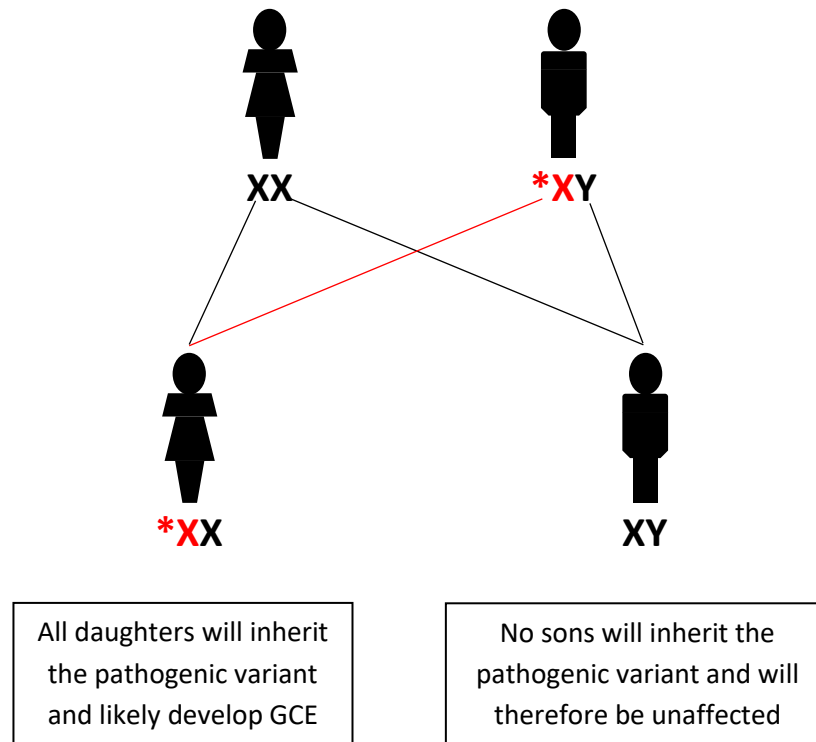 XX
*XY
*XX
XY
All daughters will inherit
the pathogenic variant
and likely develop GCE
No sons will inherit the
pathogenic variant and will
therefore be unaffected